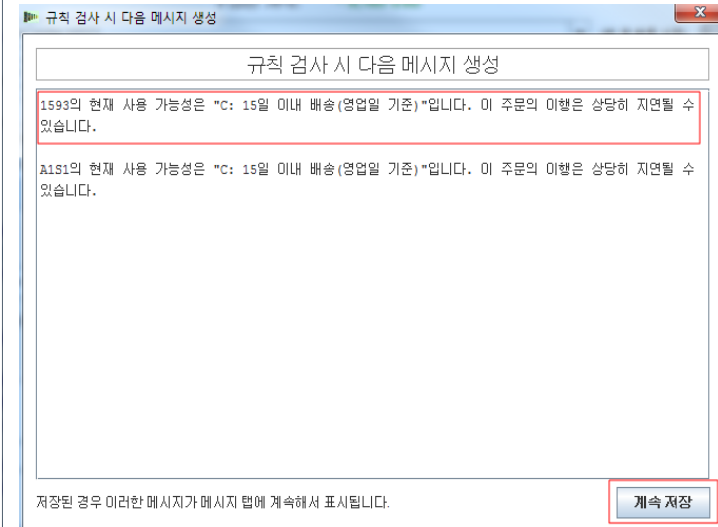 규칙 검사 시 다음 메시지 생성
규칙 검사 시 다음 메시지 생성
1593의 현재 사용 가능성은 "C: 15일 이내 배송(영업일 기준)"입니다. 이 주문의 이행은 상당히 지연될 수
있습니다.
A1S1의 현재 사용 가능성은 "C: 15일 이내 배송(영업일 기준)"입니다. 이 주문의 이행은 상당히 지연될 수
있습니다.
저장된 경우 이러한 메시지가 메시지 탭에 계속해서 표시됩니다.
계속 저장